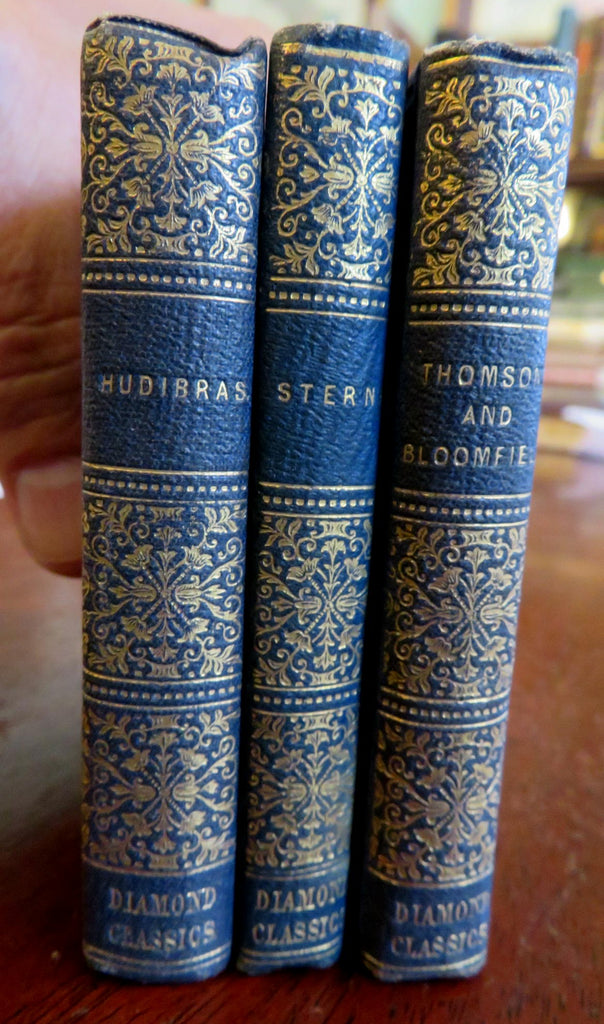 HUDIBRAS.
DIAMOND
CLASSICS
STERN
DIAMOND
CLASSICS
THOMSON
AND
BLOOMFIE
DIAMOND
CLASSICS